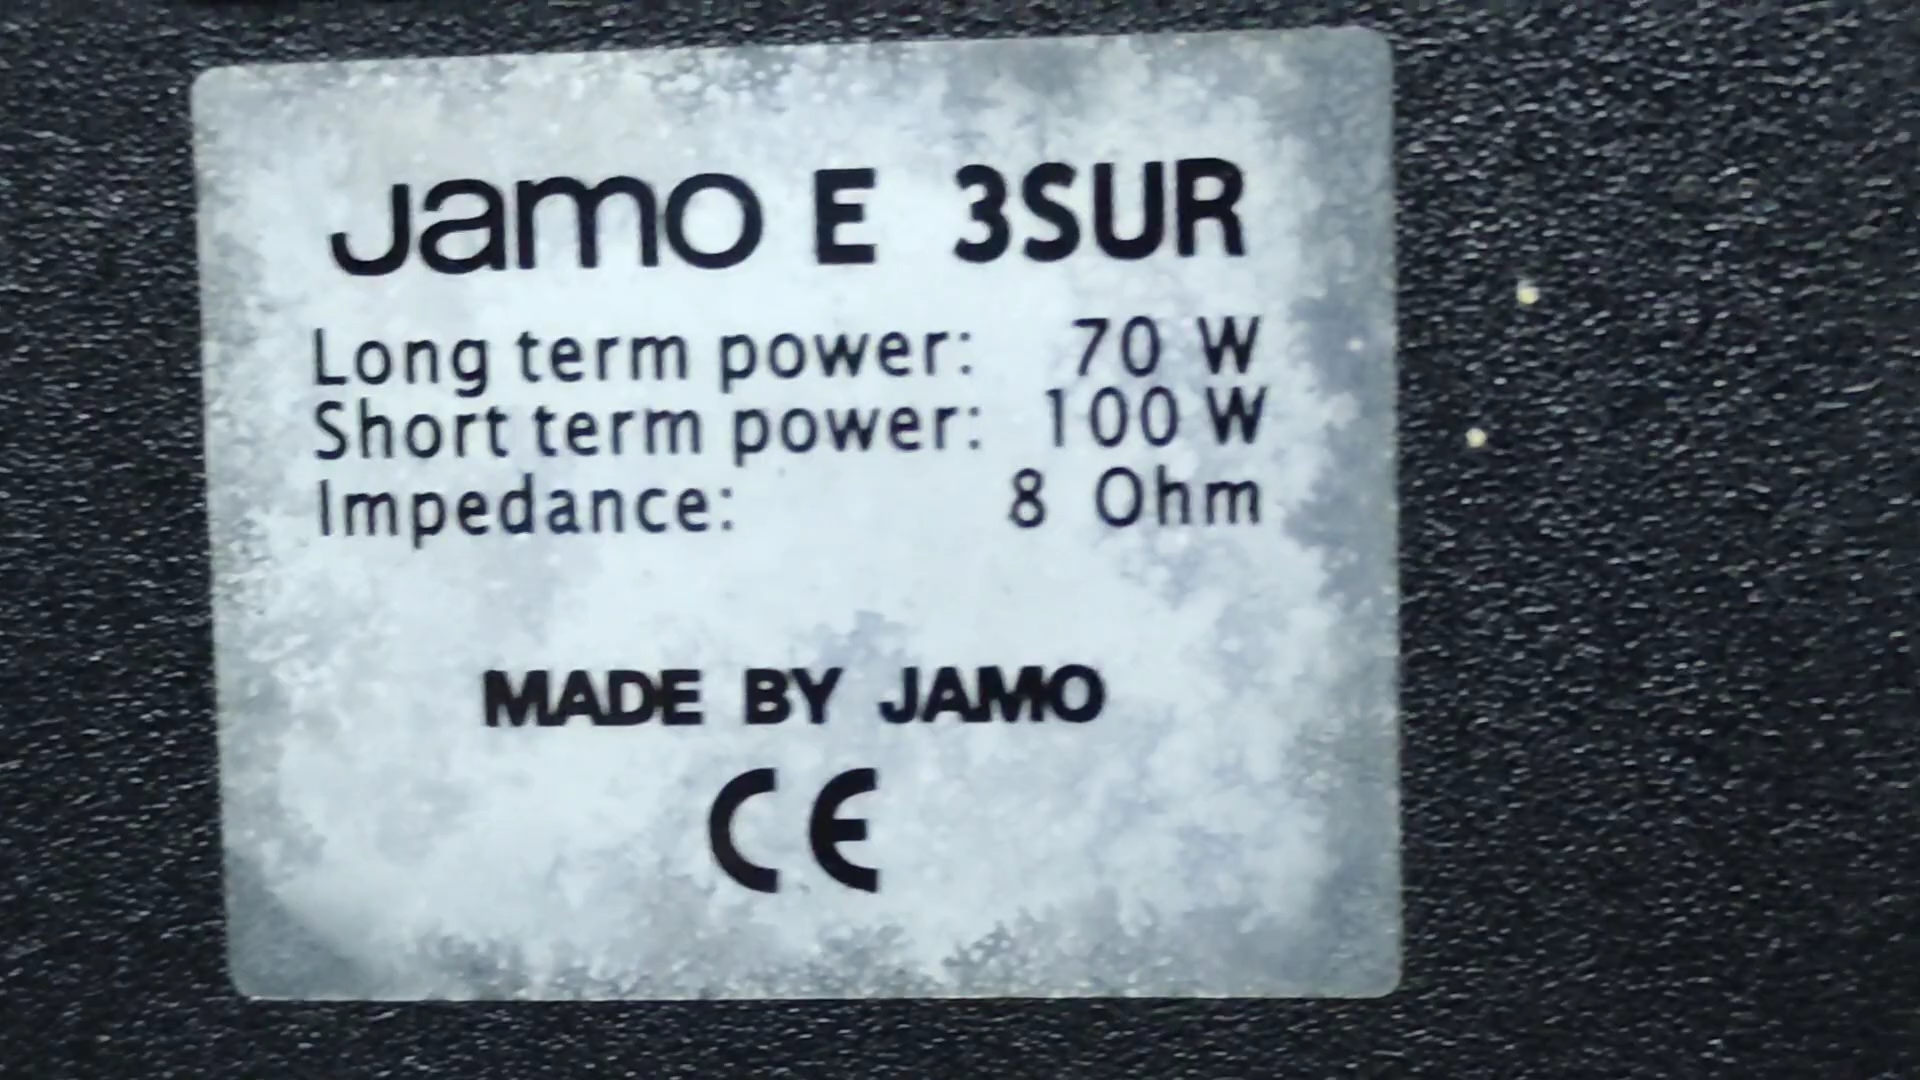 Jamo E 3SUR
Long term power: 70 W
Short term power: 100 W
Impedance: 8 Ohm
MADE BY JAMO
CE